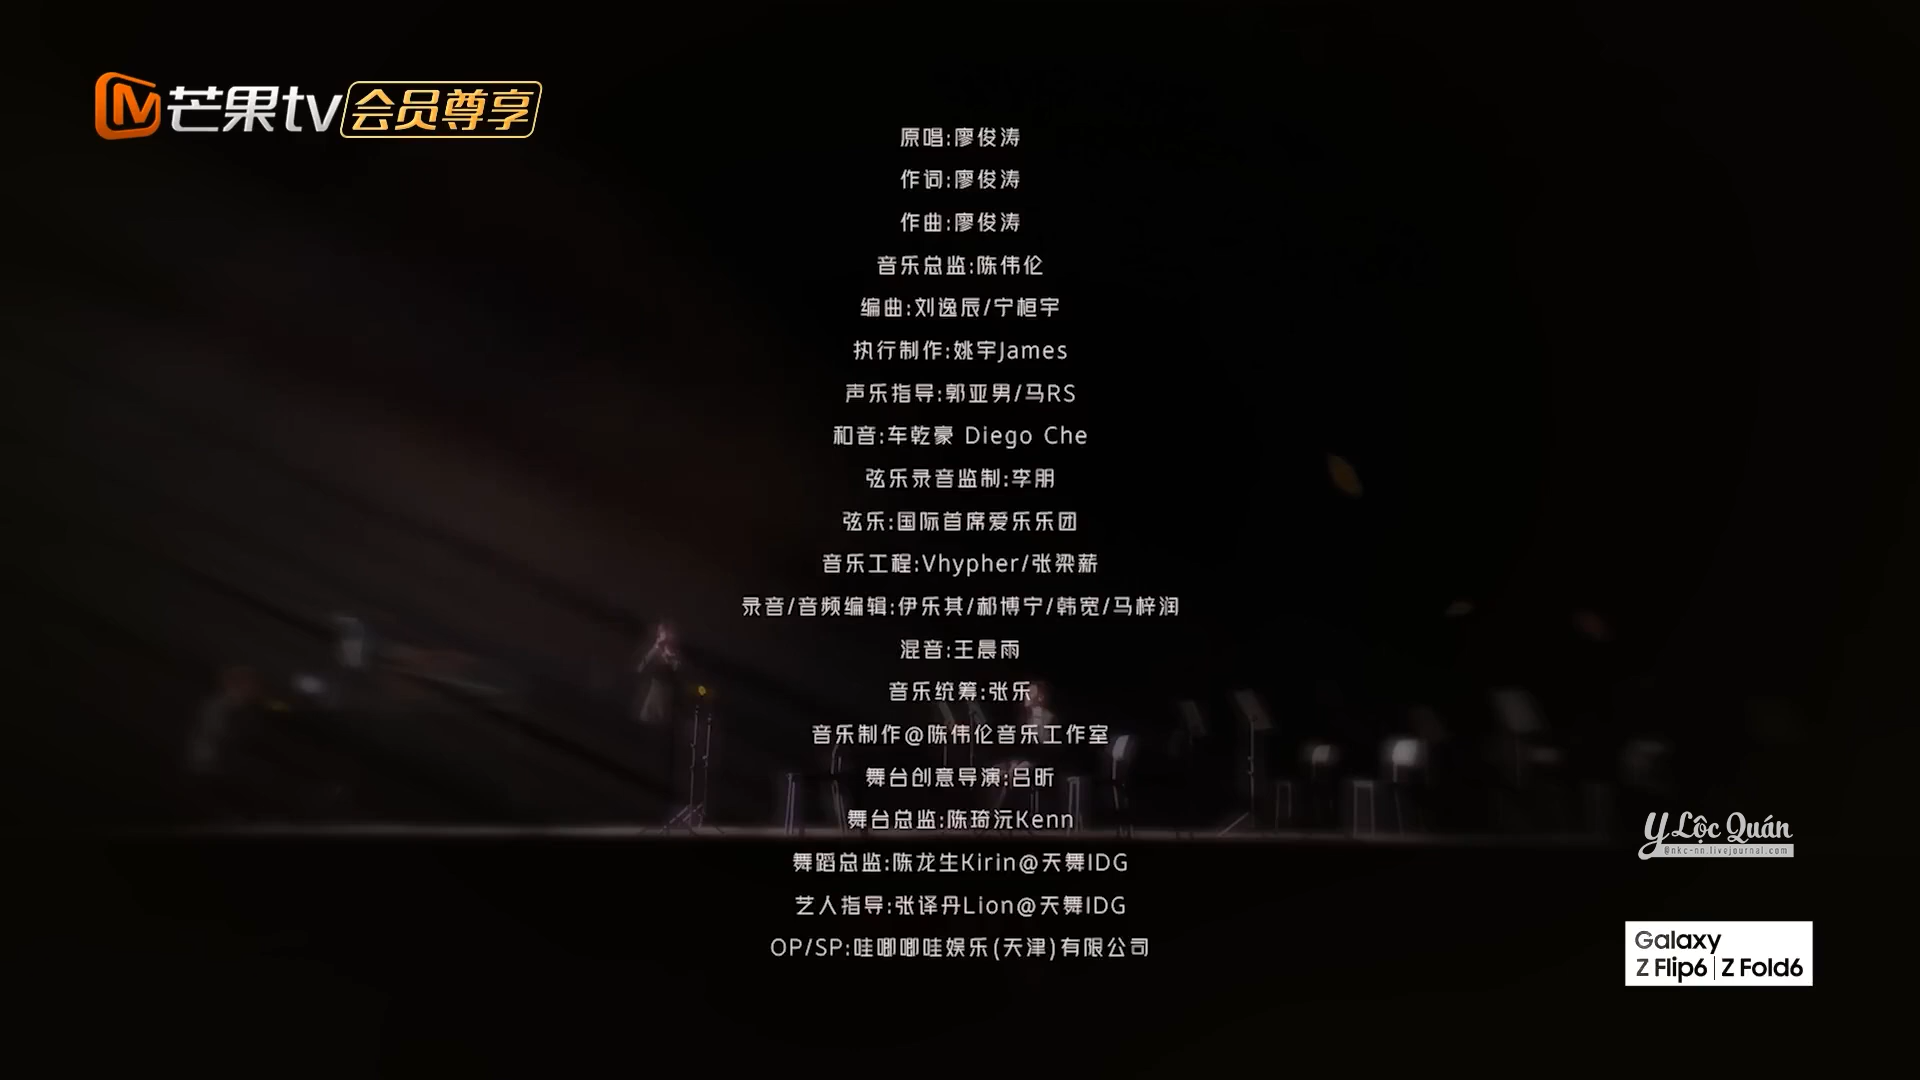 芒果tv会员尊享
原唱:廖俊涛
作词:廖俊涛
作曲:廖俊涛
音乐总监:陈伟伦
编曲:刘逸辰/宁桓宇
执行制作:姚宇James
声乐指导:郭亚男/马RS
和音:车乾豪 Diego Che
弦乐录音监制:李朋
弦乐:国际首席爱乐乐团
音乐工程:Vhypher/张梁薪
录音/音频编辑:伊乐其/郝博宁/韩宽/马梓润
混音:王晨雨
音乐统筹:张乐
音乐制作@陈伟伦音乐工作室
舞台创意导演:吕昕
舞台总监:陈琦沅Kenn
舞蹈总监:陈龙生Kirin@天舞IDG
艺人指导:张译丹Lion@天舞IDG
OP/SP:哇唧唧哇娱乐(天津)有限公司
Y Lộc Quán
@nkc-nn.livejournal.com
Galaxy
Z Flip6|Z Fold6